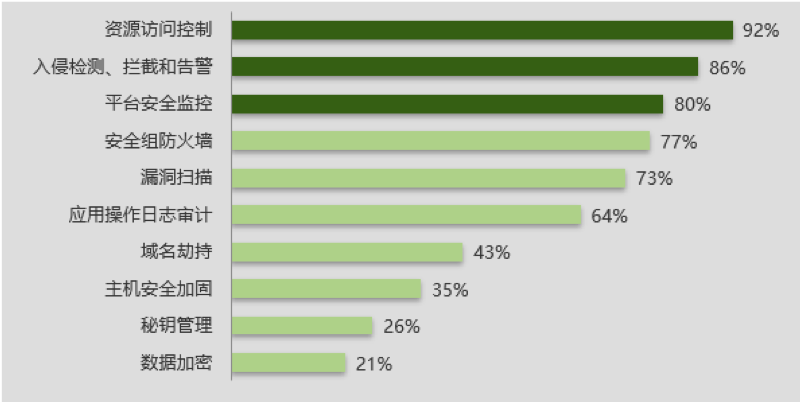 资源访问控制 92%
入侵检测、拦截和告警 86%
平台安全监控 80%
安全组防火墙 77%
漏洞扫描 73%
应用操作日志审计 64%
域名劫持 43%
主机安全加固 35%
秘钥管理 26%
数据加密 21%